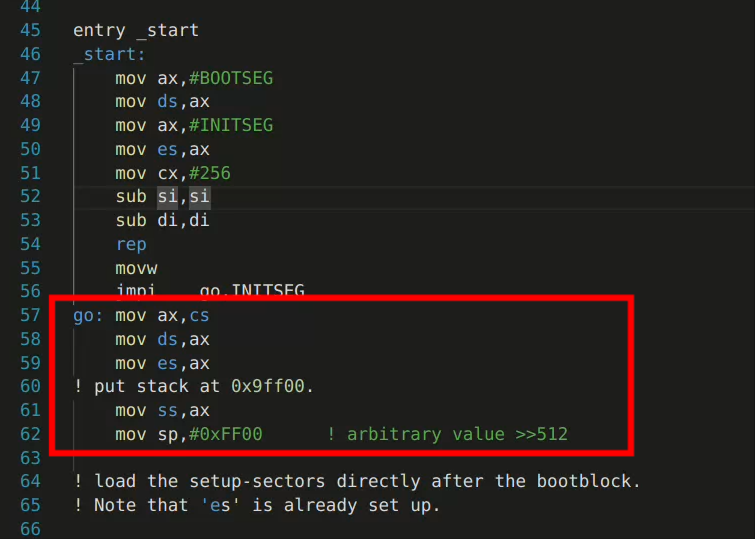 44
45 entry _start
46 _start:
47 mov ax,#BOOTSEG
48 mov ds,ax
49 mov ax,#INITSEG
50 mov es,ax
51 mov cx,#256
52 sub si,si
53 sub di,di
54 rep
55 movw
56 jmpi go,INITSEG
57 go: mov ax,cs
58 mov ds,ax
59 mov es,ax
60 ! put stack at 0x9ff00.
61 mov ss,ax
62 mov sp,#0xFF00 ! arbitrary value >>512
63
64 ! load the setup-sectors directly after the bootblock.
65 ! Note that 'es' is already set up.
66